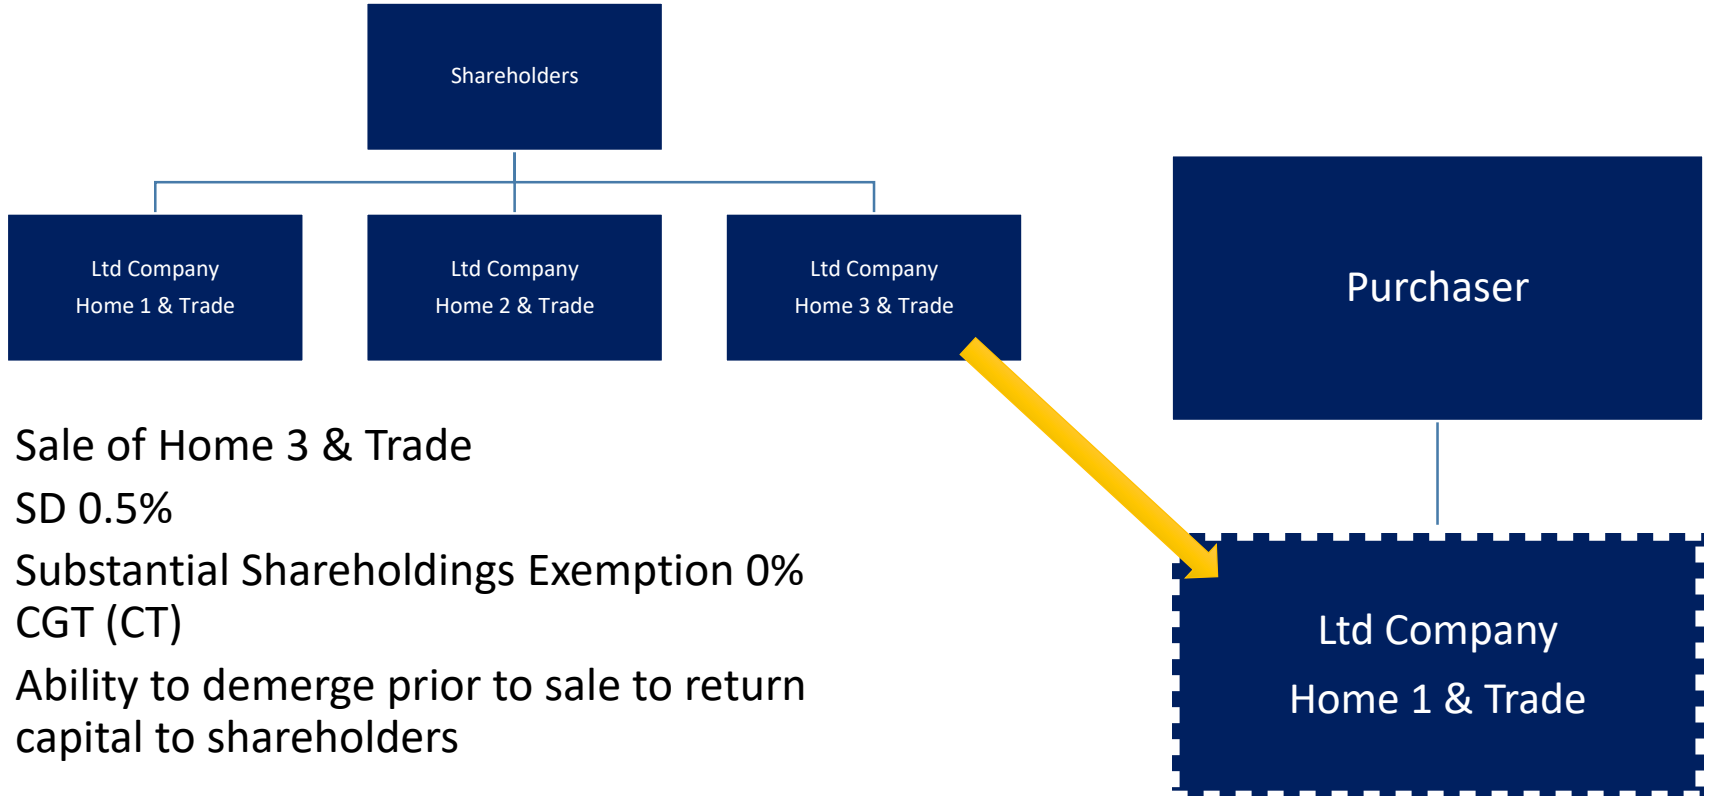 Shareholders
Ltd Company
Home 1 & Trade
Ltd Company
Home 2 & Trade
Ltd Company
Home 3 & Trade
Purchaser
Sale of Home 3 & Trade
SD 0.5%
Substantial Shareholdings Exemption 0%
CGT (CT)
Ability to demerge prior to sale to return
capital to shareholders
Ltd Company
Home 1 & Trade